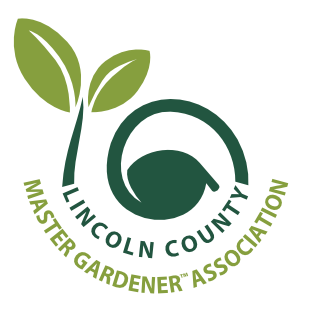 LINCOLN COUNTY
MASTER GARDENER™ ASSOCIATION